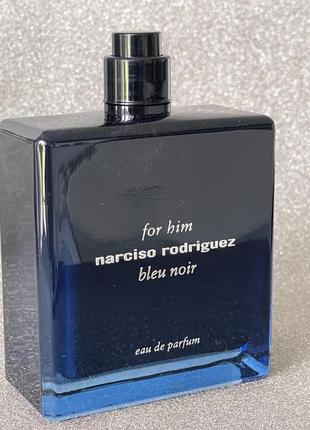 for him
narciso rodriguez
bleu noir
eau de parfum